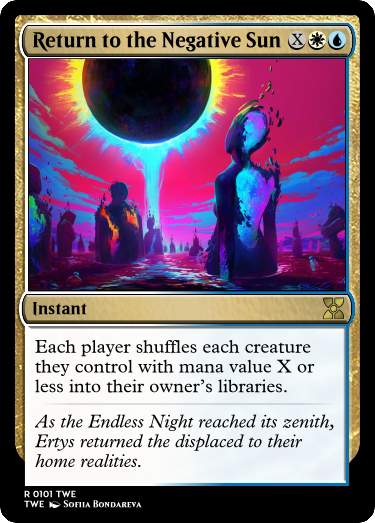 Return to the Negative Sun X
Instant
Each player shuffles each creature
they control with mana value X or
less into their owner's libraries.
As the Endless Night reached its zenith,
Ertys returned the displaced to their
home realities.
R 0101 TWE
TWE Sofiia Bondareva